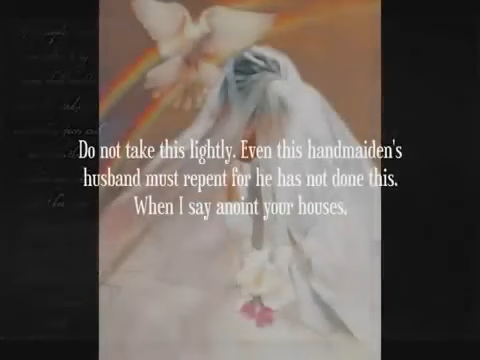 Do not take this lightly. Even this handmaiden's
husband must repent for he has not done this.
When I say anoint your houses,